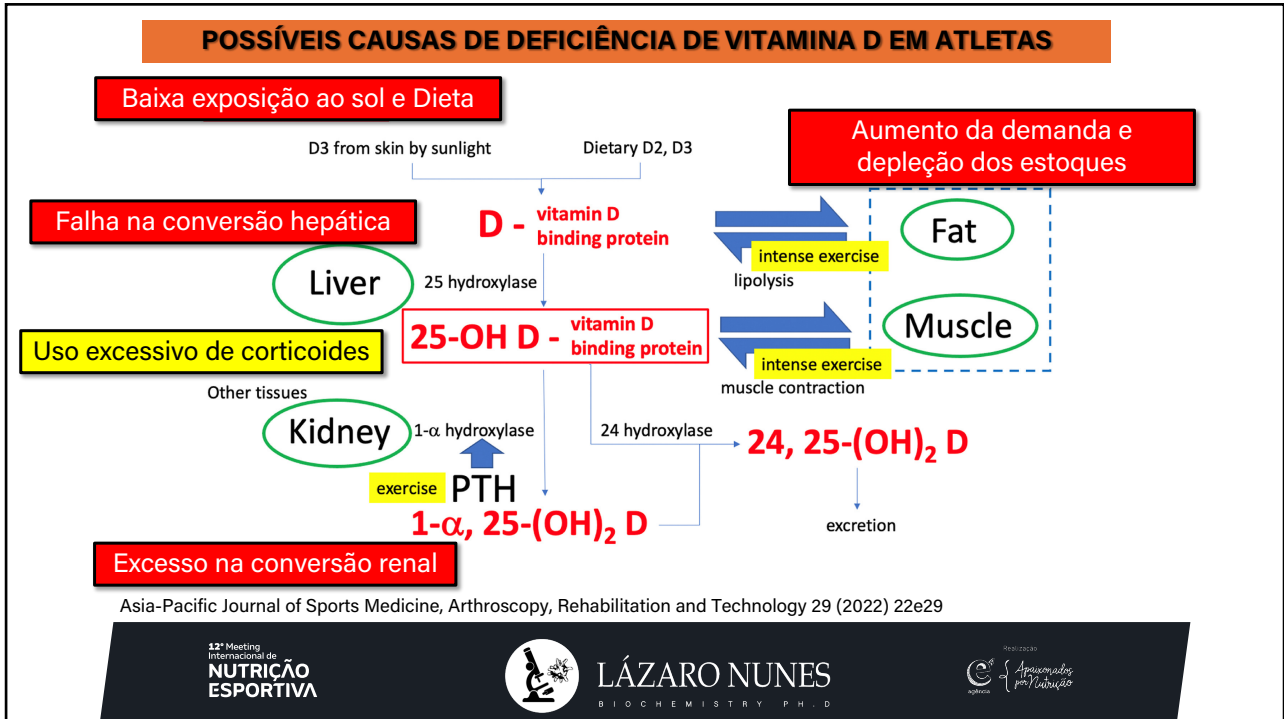 POSSÍVEIS CAUSAS DE DEFICIÊNCIA DE VITAMINA D EM ATLETAS
Baixa exposição ao sol e Dieta
Aumento da demanda e
depleção dos estoques
D3 from skin by sunlight
Dietary D2, D3
Falha na conversão hepática
D - vitamin D
binding protein
Fat
intense exercise
lipolysis
Liver
25 hydroxylase
25-OH D - vitamin D
binding protein
Muscle
Uso excessivo de corticoides
intense exercise
muscle contraction
Other tissues
Kidney
1-α hydroxylase
24 hydroxylase
24, 25-(OH)₂ D
exercise
PTH
1-α, 25-(OH)₂ D
excretion
Excesso na conversão renal
Asia-Pacific Journal of Sports Medicine, Arthroscopy, Rehabilitation and Technology 29 (2022) 22e29
12º Meeting
Internacional de
NUTRIÇÃO
ESPORTIVA
LÁZARO NUNES
BIOCHEMISTRY PH.D
Realização
agência
Apaixonados
por Nutrição